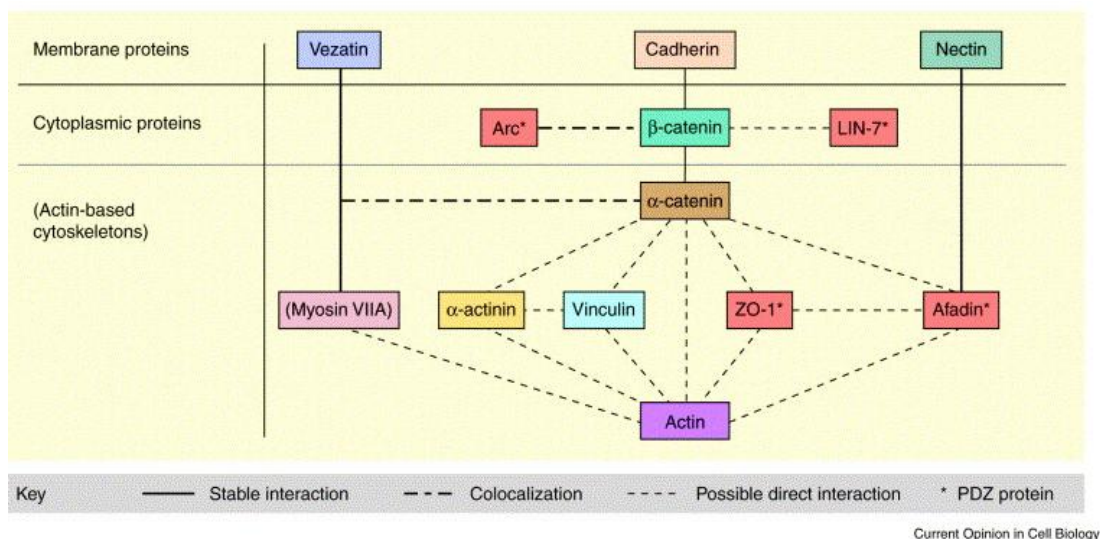 Membrane proteins
Vezatin
Cadherin
Nectin
Cytoplasmic proteins
Arc*
β-catenin
LIN-7*
(Actin-based
cytoskeletons)
α-catenin
(Myosin VIIA)
α-actinin
Vinculin
ZO-1*
Afadin*
Actin
Key
Stable interaction
Colocalization
Possible direct interaction
* PDZ protein
Current Opinion in Cell Biology